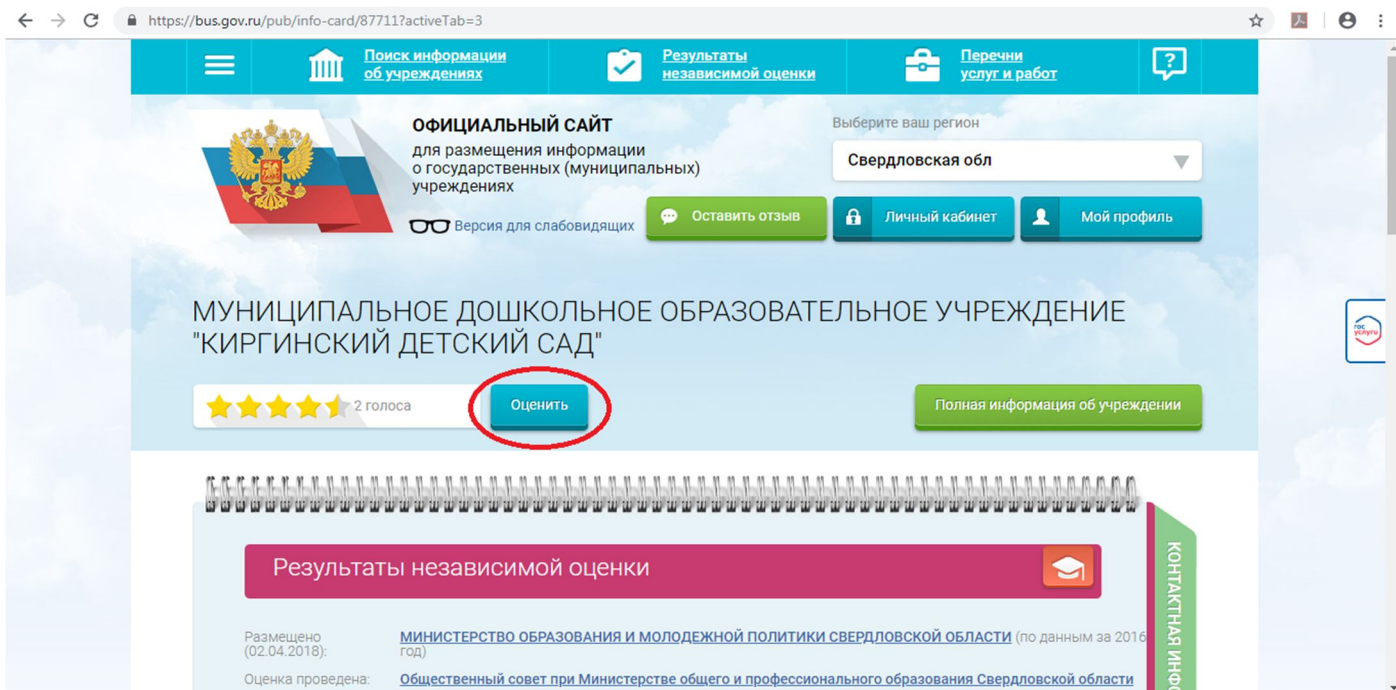 https://bus.gov.ru/pub/info-card/87711?activeTab=3
Поиск информации
об учреждениях
Результаты
независимой оценки
Перечни
услуг и работ
?
ОФИЦИАЛЬНЫЙ САЙТ
для размещения информации
о государственных (муниципальных)
учреждениях
Версия для слабовидящих
Выберите ваш регион
Свердловская обл
Оставить отзыв
Личный кабинет
Мой профиль
МУНИЦИПАЛЬНОЕ ДОШКОЛЬНОЕ ОБРАЗОВАТЕЛЬНОЕ УЧРЕЖДЕНИЕ
"КИРГИНСКИЙ ДЕТСКИЙ САД"
гос
услуги
2 голоса
Оценить
Полная информация об учреждении
Результаты независимой оценки
КОНТАКТНАЯ ИНФО
Размещено
(02.04.2018):
МИНИСТЕРСТВО ОБРАЗОВАНИЯ И МОЛОДЕЖНОЙ ПОЛИТИКИ СВЕРДЛОВСКОЙ ОБЛАСТИ (по данным за 2016
год)
Оценка проведена:
Общественный совет при Министерстве общего и профессионального образования Свердловской области